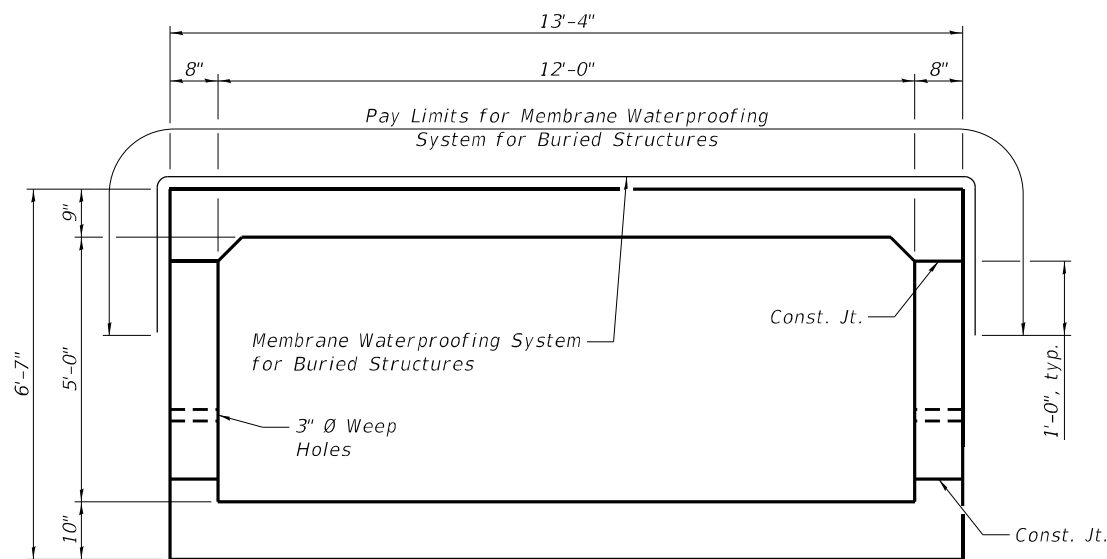 13'-4"
8"
12'-0"
8"
Pay Limits for Membrane Waterproofing
System for Buried Structures
9"
6'-7"
5'-0"
10"
Membrane Waterproofing System
for Buried Structures
Const. Jt.
1'-0", typ.
3" Ø Weep
Holes
Const. Jt.